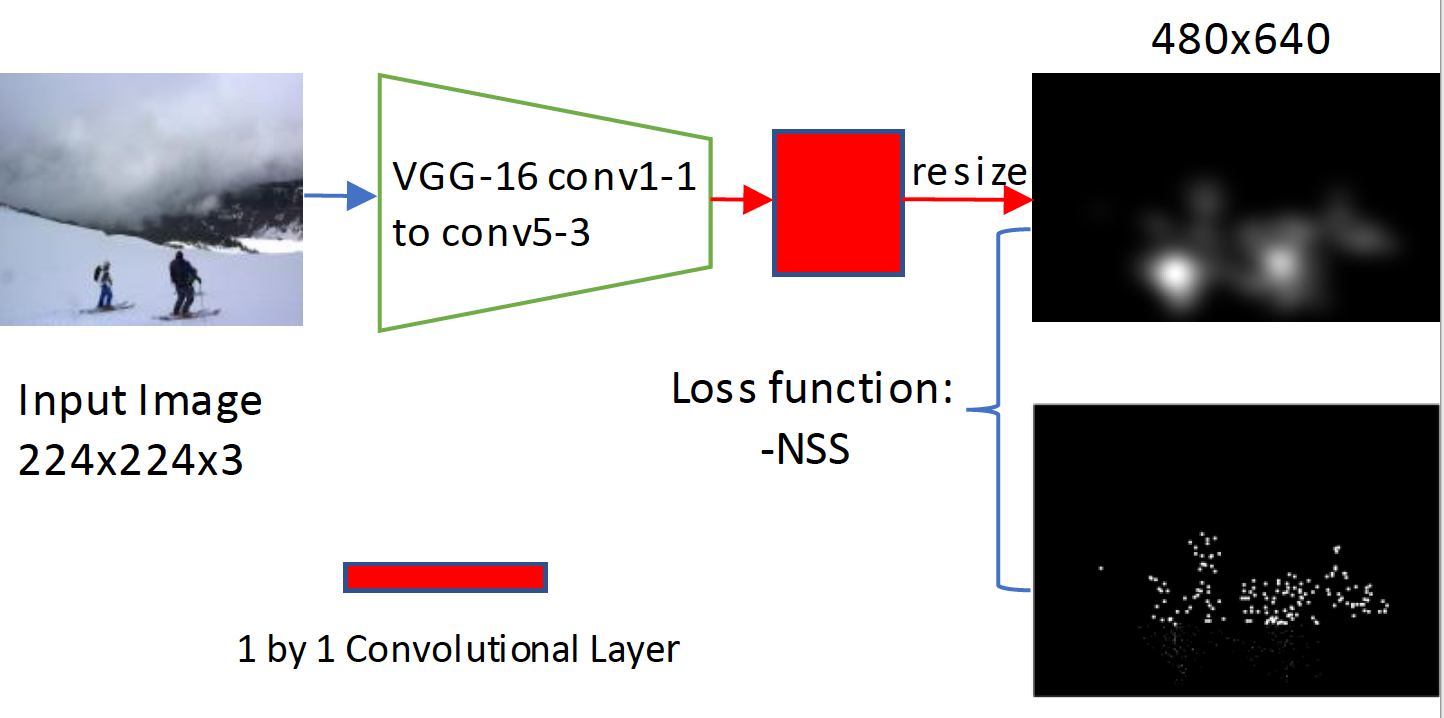 480x640
VGG-16 conv1-1
to conv5-3
resize
Input Image
224x224x3
Loss function:
-NSS
1 by 1 Convolutional Layer